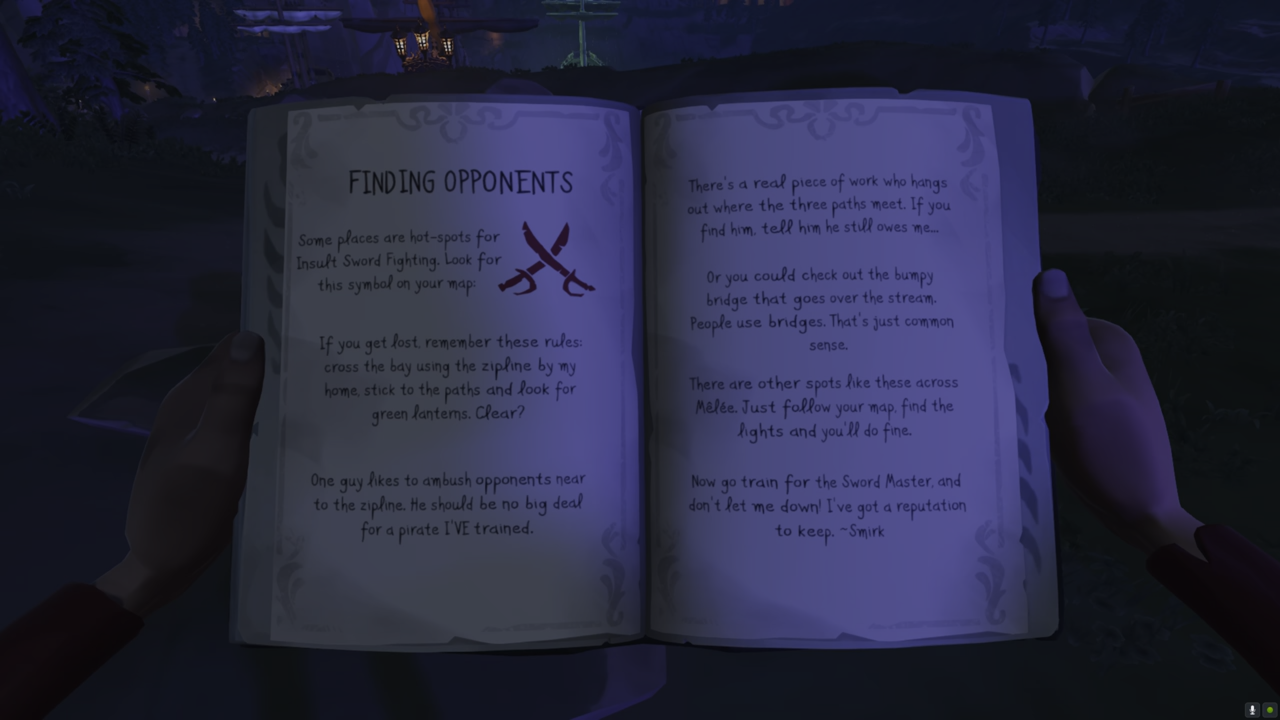 FINDING OPPONENTS
Some places are hot-spots for
Insult Sword Fighting. Look for
this symbol on your map:
If you get lost, remember these rules:
cross the bay using the zipline by my
home, stick to the paths and look for
green lanterns. Clear?
One guy likes to ambush opponents near
to the zipline. He should be no big deal
for a pirate I'VE trained.
There's a real piece of work who hangs
out where the three paths meet. If you
find him, tell him he still owes me...
Or you could check out the bumpy
bridge that goes over the stream.
People use bridges. That's just common
sense.
There are other spots like these across
Mêlée. Just follow your map, find the
lights and you'll do fine.
Now go train for the Sword Master, and
don't let me down! I've got a reputation
to keep. ~Smirk